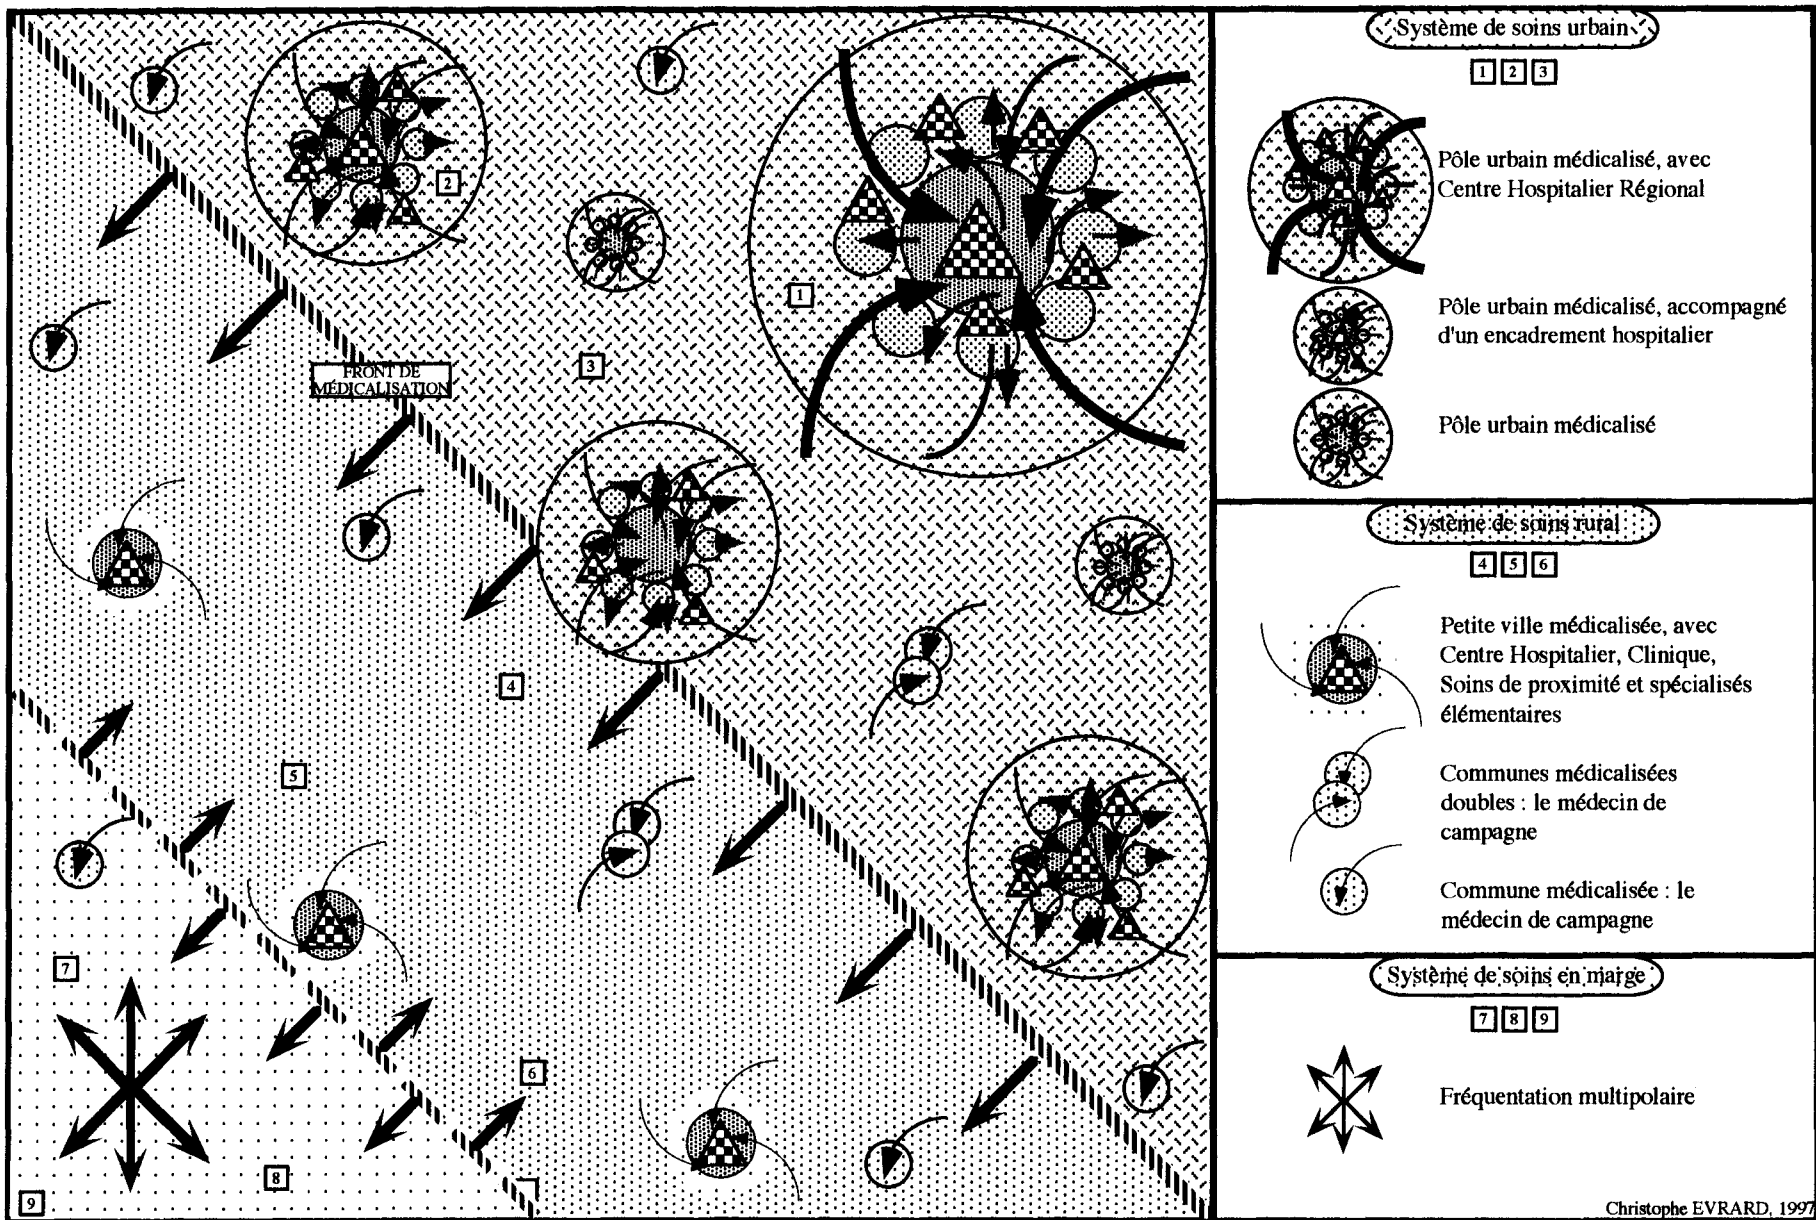 2
1
3
FRONT DE
MÉDICALISATION
4
5
7
6
8
9
Système de soins urbain
1 2 3
Pôle urbain médicalisé, avec
Centre Hospitalier Régional
Pôle urbain médicalisé, accompagné
d'un encadrement hospitalier
Pôle urbain médicalisé
Système de soins rural
4 5 6
Petite ville médicalisée, avec
Centre Hospitalier, Clinique,
Soins de proximité et spécialisés
élémentaires
Communes médicalisées
doubles : le médecin de
campagne
Commune médicalisée : le
médecin de campagne
Système de soins en marge
7 8 9
Fréquentation multipolaire
Christophe EVRARD, 1997